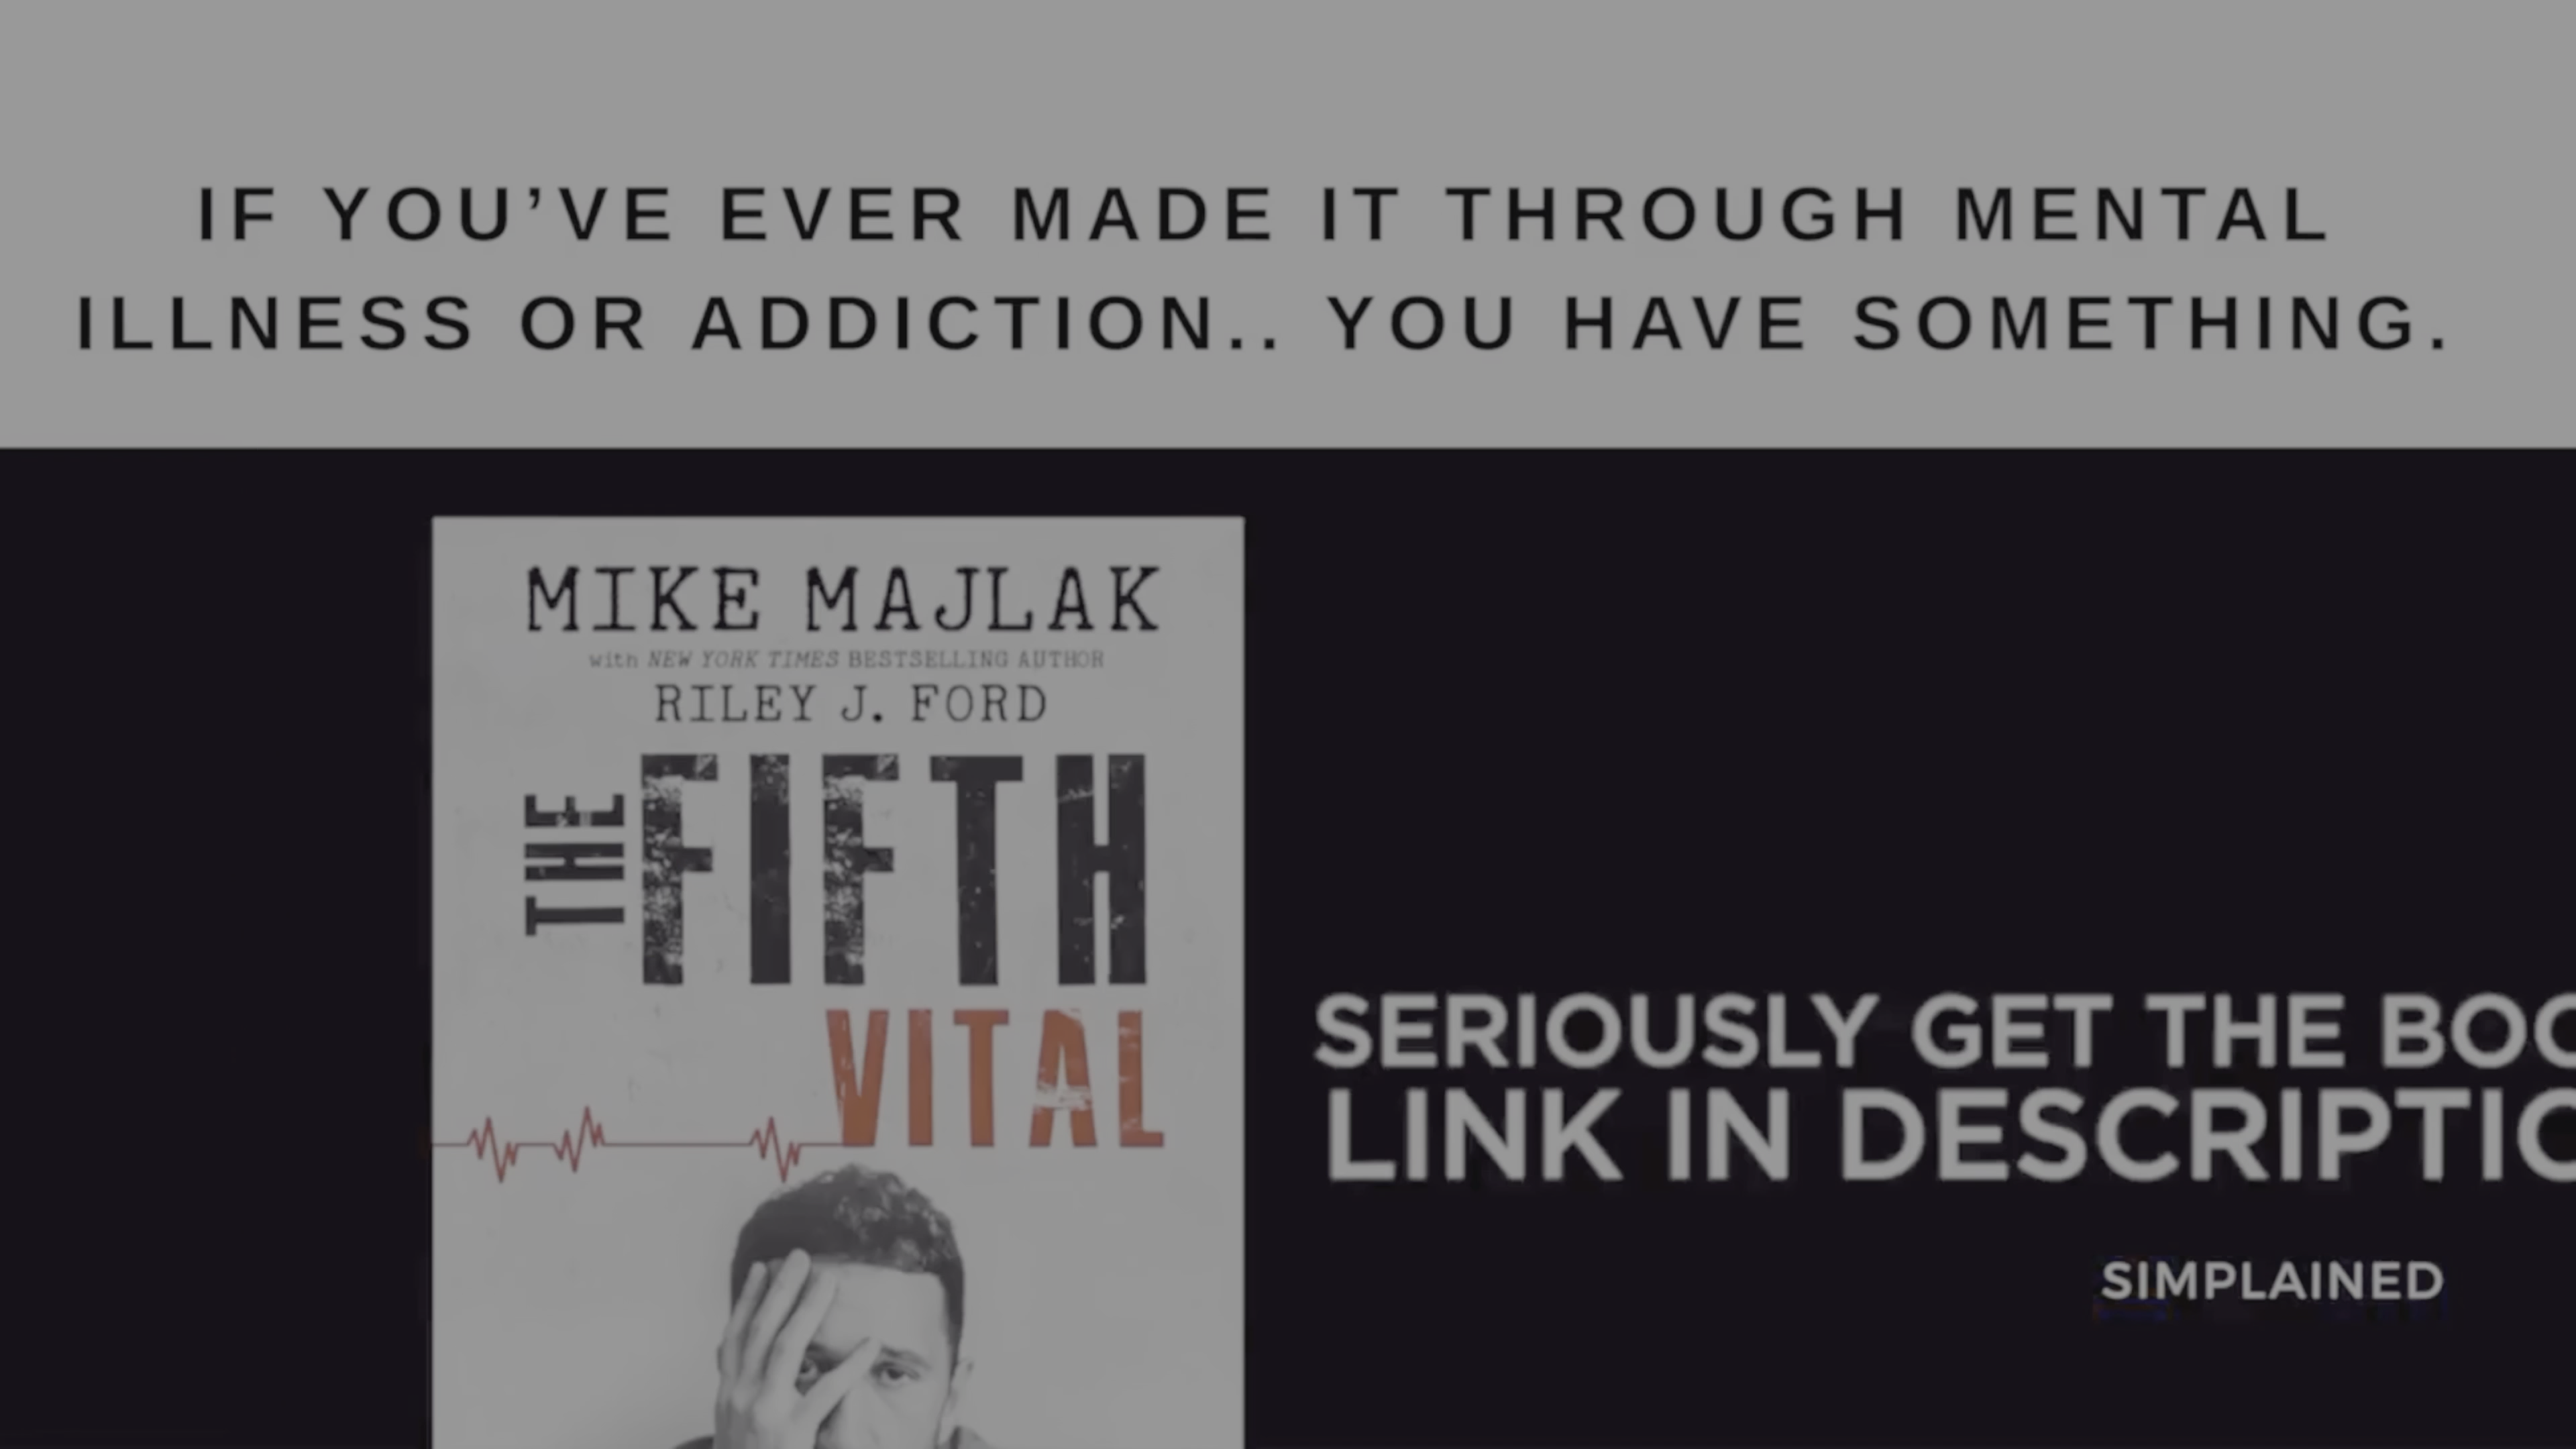 IF YOU’VE EVER MADE IT THROUGH MENTAL
ILLNESS OR ADDICTION.. YOU HAVE SOMETHING.
MIKE MAJLAK
with NEW YORK TIMES BESTSELLING AUTHOR
RILEY J. FORD
THE FIFTH
VITAL
SERIOUSLY GET THE BOO
LINK IN DESCRIPTIO
SIMPLAINED